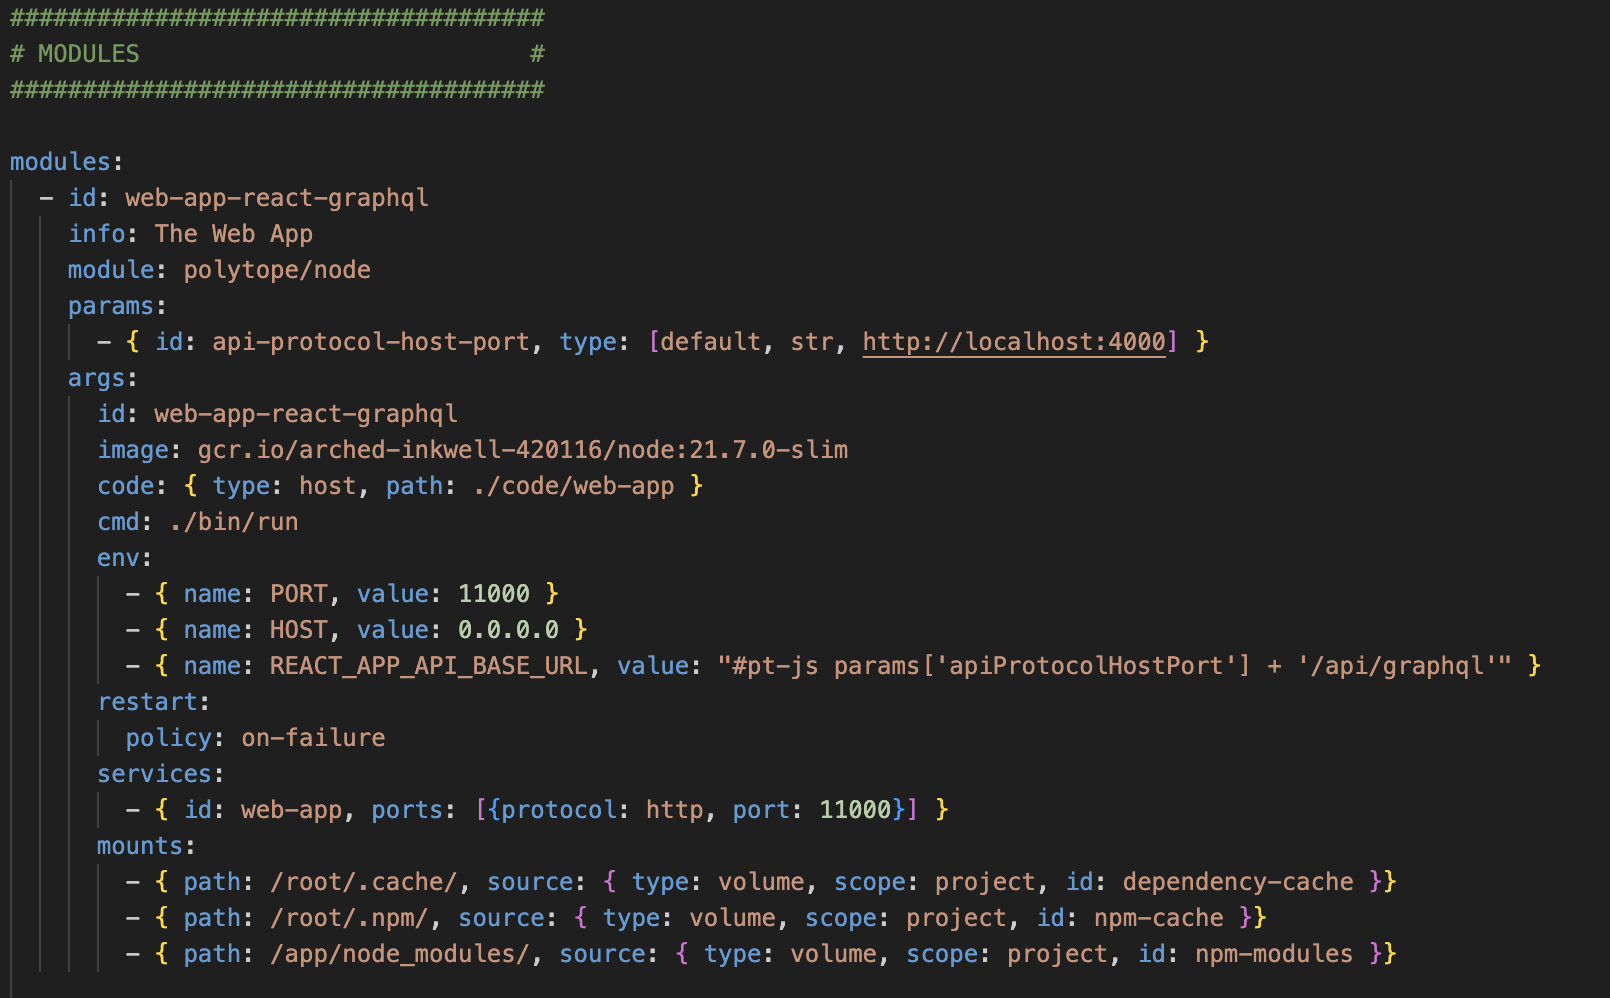 #####################################
# MODULES                           #
#####################################

modules:
  - id: web-app-react-graphql
    info: The Web App
    module: polytope/node
    params:
      - { id: api-protocol-host-port, type: [default, str, http://localhost:4000] }
    args:
      id: web-app-react-graphql
      image: gcr.io/arched-inkwell-420116/node:21.7.0-slim
      code: { type: host, path: ./code/web-app }
      cmd: ./bin/run
      env:
        - { name: PORT, value: 11000 }
        - { name: HOST, value: 0.0.0.0 }
        - { name: REACT_APP_API_BASE_URL, value: "#pt-js params['apiProtocolHostPort'] + '/api/graphql'" }
      restart:
        policy: on-failure
      services:
        - { id: web-app, ports: [{protocol: http, port: 11000}] }
      mounts:
        - { path: /root/.cache/, source: { type: volume, scope: project, id: dependency-cache }}
        - { path: /root/.npm/, source: { type: volume, scope: project, id: npm-cache }}
        - { path: /app/node_modules/, source: { type: volume, scope: project, id: npm-modules }}